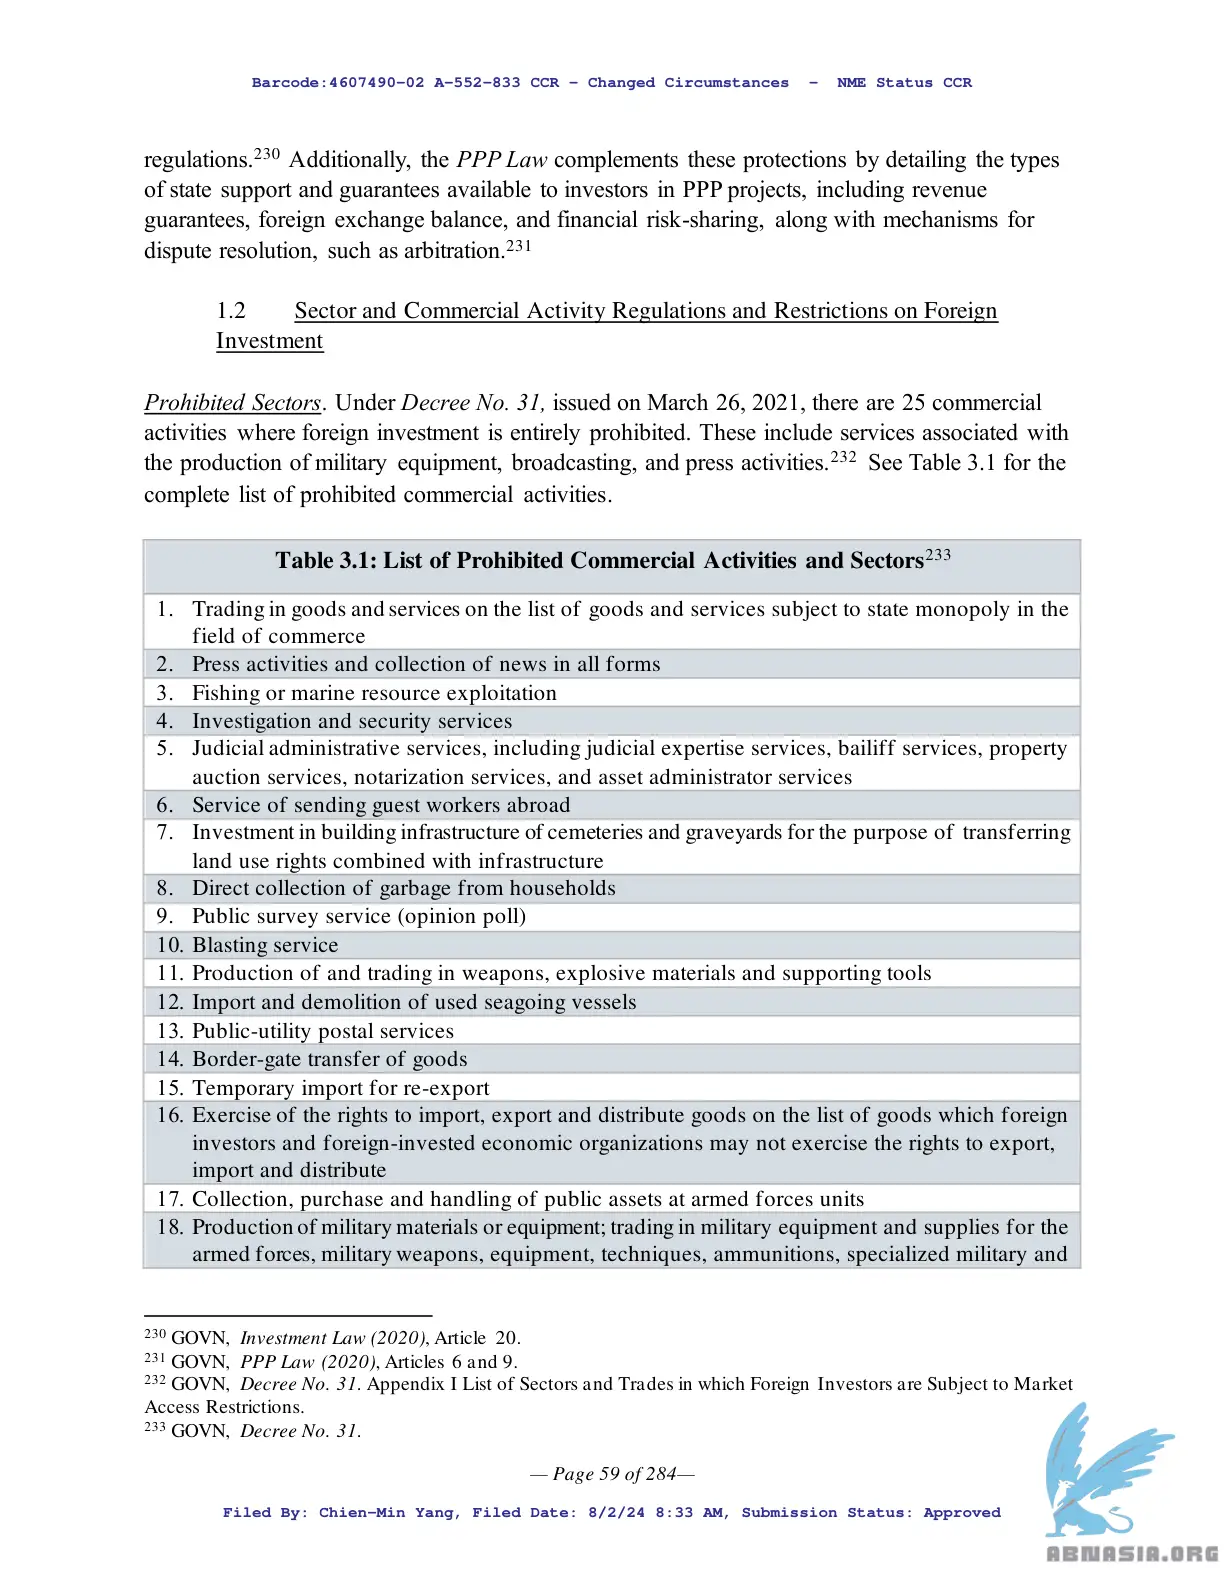 Barcode:4607490-02 A-552-833 CCR - Changed Circumstances - NME Status CCR
regulations.230 Additionally, the PPP Law complements these protections by detailing the types
of state support and guarantees available to investors in PPP projects, including revenue
guarantees, foreign exchange balance, and financial risk-sharing, along with mechanisms for
dispute resolution, such as arbitration.231
1.2 Sector and Commercial Activity Regulations and Restrictions on Foreign
Investment
Prohibited Sectors. Under Decree No. 31, issued on March 26, 2021, there are 25 commercial
activities where foreign investment is entirely prohibited. These include services associated with
the production of military equipment, broadcasting, and press activities.232 See Table 3.1 for the
complete list of prohibited commercial activities.
Table 3.1: List of Prohibited Commercial Activities and Sectors233
1. Trading in goods and services on the list of goods and services subject to state monopoly in the
field of commerce
2. Press activities and collection of news in all forms
3. Fishing or marine resource exploitation
4. Investigation and security services
5. Judicial administrative services, including judicial expertise services, bailiff services, property
auction services, notarization services, and asset administrator services
6. Service of sending guest workers abroad
7. Investment in building infrastructure of cemeteries and graveyards for the purpose of transferring
land use rights combined with infrastructure
8. Direct collection of garbage from households
9. Public survey service (opinion poll)
10. Blasting service
11. Production of and trading in weapons, explosive materials and supporting tools
12. Import and demolition of used seagoing vessels
13. Public-utility postal services
14. Border-gate transfer of goods
15. Temporary import for re-export
16. Exercise of the rights to import, export and distribute goods on the list of goods which foreign
investors and foreign-invested economic organizations may not exercise the rights to export,
import and distribute
17. Collection, purchase and handling of public assets at armed forces units
18. Production of military materials or equipment; trading in military equipment and supplies for the
armed forces, military weapons, equipment, techniques, ammunitions, specialized military and
230 GOVN, Investment Law (2020), Article 20.
231 GOVN, PPP Law (2020), Articles 6 and 9.
232 GOVN, Decree No. 31. Appendix I List of Sectors and Trades in which Foreign Investors are Subject to Market
Access Restrictions.
233 GOVN, Decree No. 31.
— Page 59 of 284—
Filed By: Chien-Min Yang, Filed Date: 8/2/24 8:33 AM, Submission Status: Approved
ABNASIA.ORG